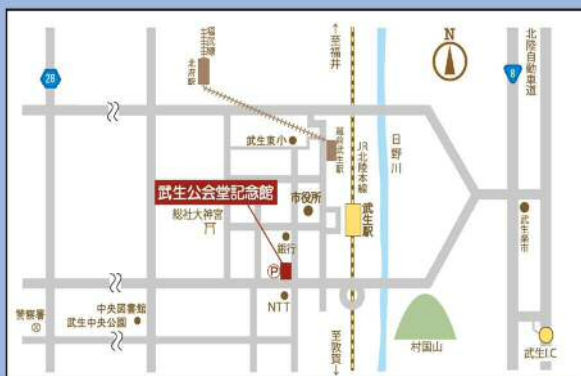 至福井
N
北陸自動車道
28
福武線
北府駅
8
武生東小
越前武生駅
JR北陸本線
日野川
武生公会堂記念館
市役所
総社大神宮
武生駅
武生楽市
銀行
P
中央図書館
武生中央公園
NTT
警察署
至敦賀
村国山
武生I.C